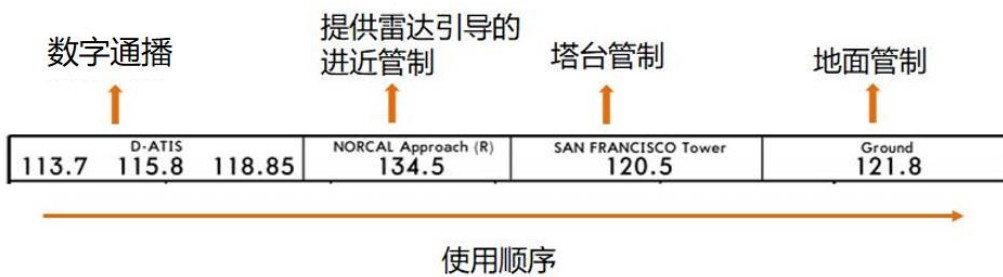 数字通播
提供雷达引导的
进近管制
塔台管制
地面管制
D-ATIS
113.7 115.8 118.85
NORCAL Approach (R)
134.5
SAN FRANCISCO Tower
120.5
Ground
121.8
使用顺序